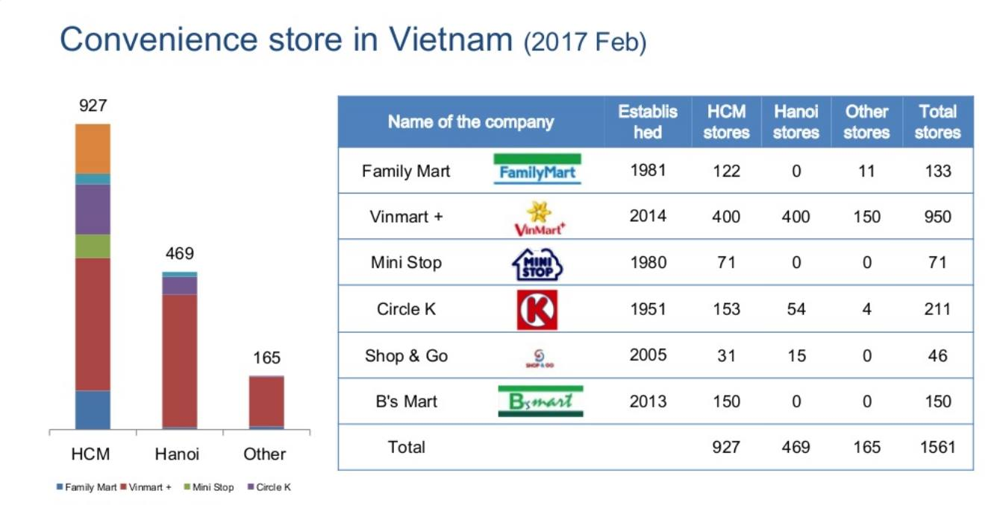 Convenience store in Vietnam (2017 Feb)
927
469
165
HCM Hanoi Other
Family Mart Vinmart + Mini Stop Circle K
Name of the company Establis hed HCM stores Hanoi stores Other stores Total stores
Family Mart FamilyMart 1981 122 0 11 133
Vinmart + VinMart+ 2014 400 400 150 950
Mini Stop MINI STOP 1980 71 0 0 71
Circle K K 1951 153 54 4 211
Shop & Go SHOP & GO 2005 31 15 0 46
B's Mart B's mart 2013 150 0 0 150
Total 927 469 165 1561